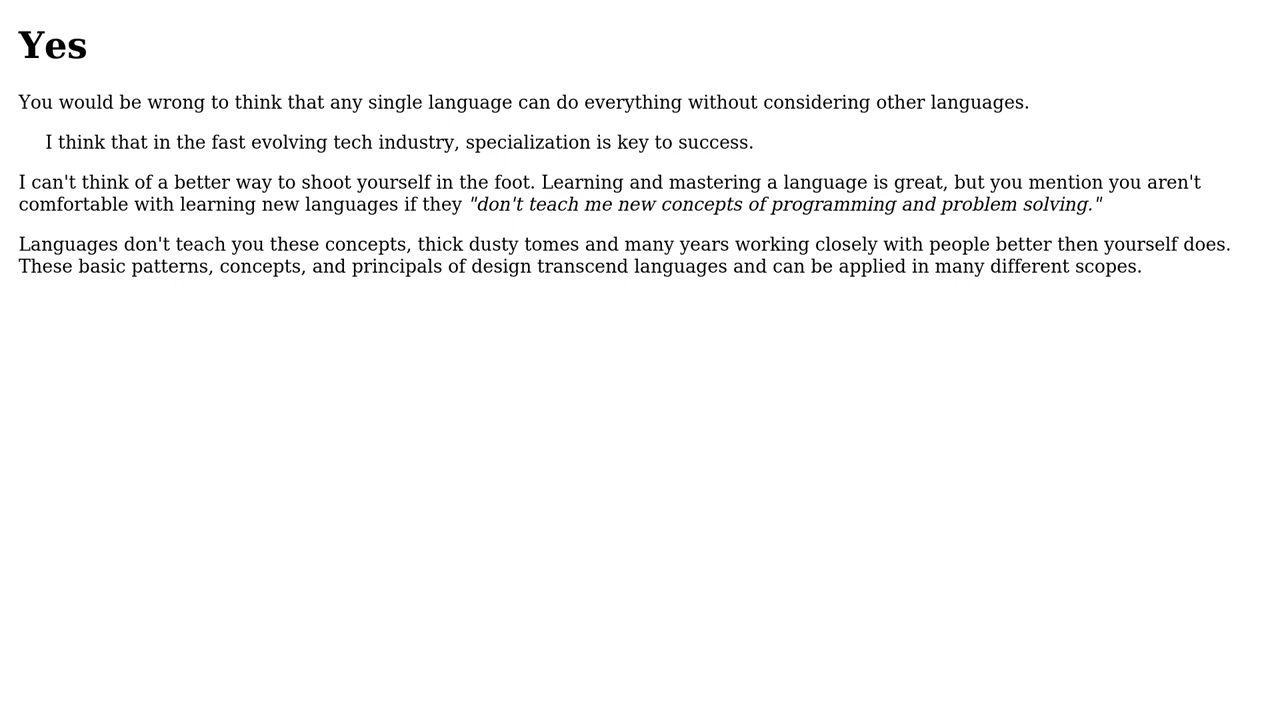 Yes
You would be wrong to think that any single language can do everything without considering other languages.
I think that in the fast evolving tech industry, specialization is key to success.
I can't think of a better way to shoot yourself in the foot. Learning and mastering a language is great, but you mention you aren't
comfortable with learning new languages if they "don't teach me new concepts of programming and problem solving."
Languages don't teach you these concepts, thick dusty tomes and many years working closely with people better then yourself does.
These basic patterns, concepts, and principals of design transcend languages and can be applied in many different scopes.